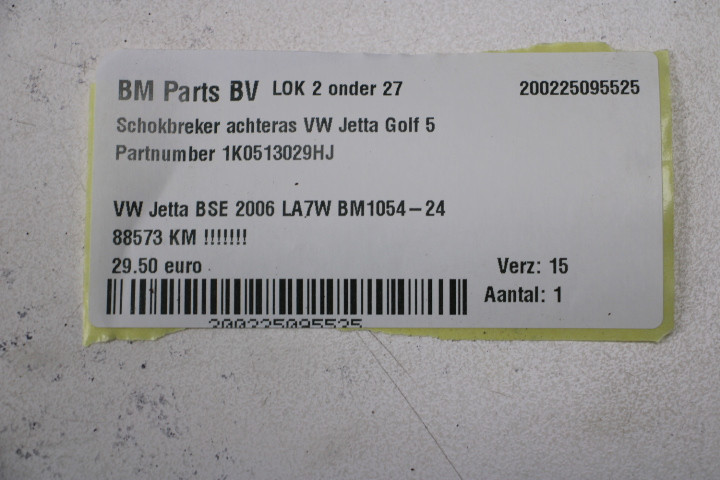 BM Parts BV LOK 2 onder 27 200225095525
Schokbreker achteras VW Jetta Golf 5
Partnumber 1K0513029HJ
VW Jetta BSE 2006 LA7W BM1054-24
88573 KM !!!!!!!
29.50 euro Verz: 15
Aantal: 1
200225095525